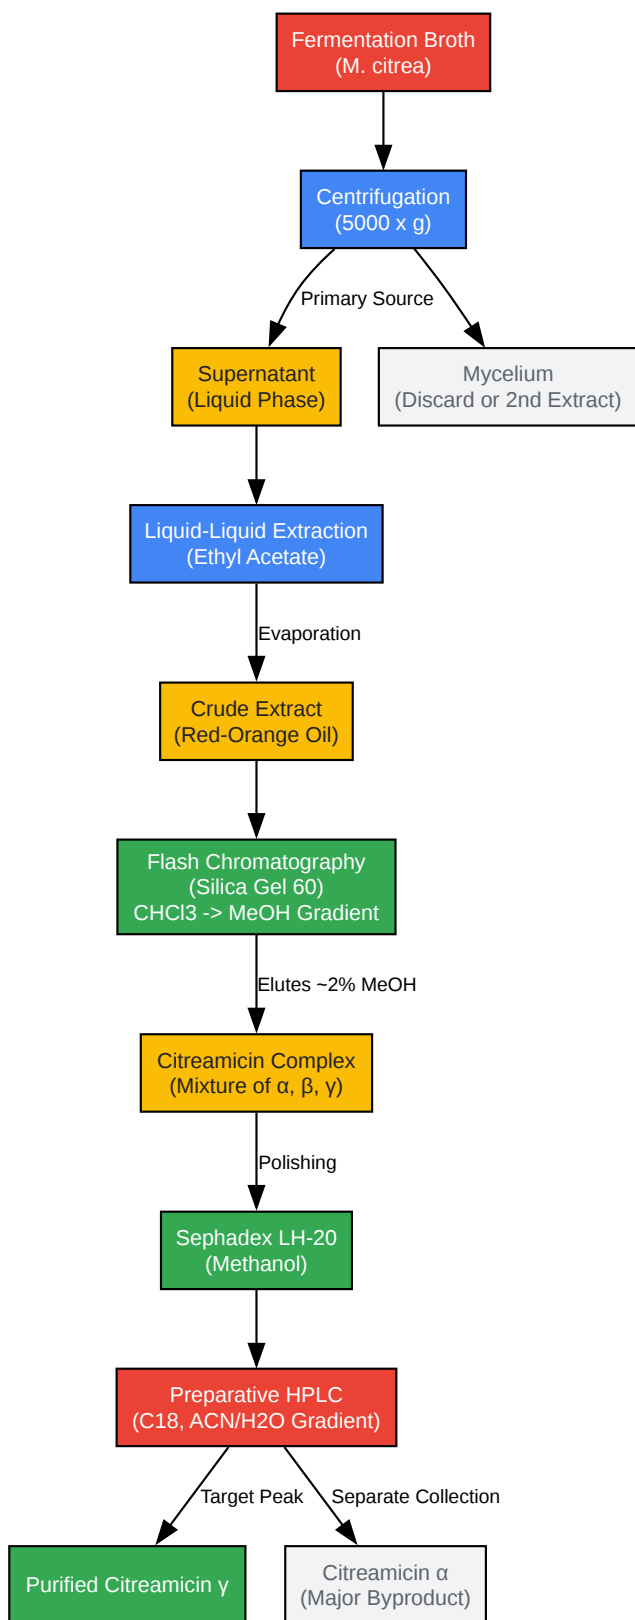 Fermentation Broth
(M. citrea)
Centrifugation
(5000 x g)
Primary Source
Supernatant
(Liquid Phase)
Mycelium
(Discard or 2nd Extract)
Liquid-Liquid Extraction
(Ethyl Acetate)
Evaporation
Crude Extract
(Red-Orange Oil)
Flash Chromatography
(Silica Gel 60)
CHCl3 -> MeOH Gradient
Elutes ~2% MeOH
Citreamicin Complex
(Mixture of α, β, γ)
Polishing
Sephadex LH-20
(Methanol)
Preparative HPLC
(C18, ACN/H2O Gradient)
Target Peak
Separate Collection
Purified Citreamicin γ
Citreamicin α
(Major Byproduct)